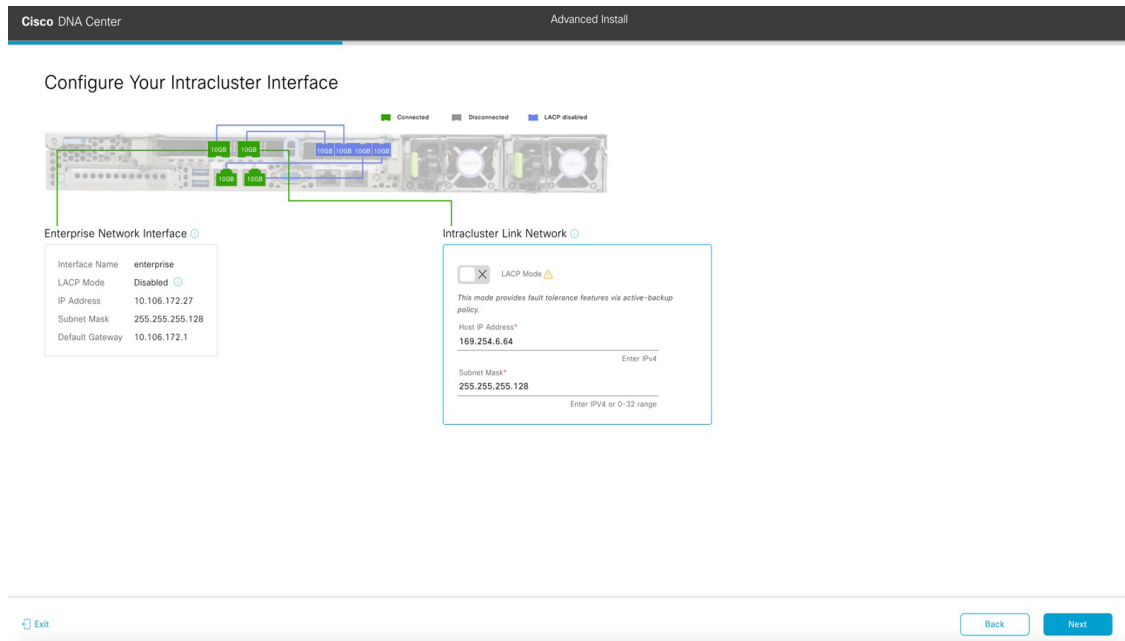 Cisco DNA Center
Advanced Install
Configure Your Intracluster Interface
Connected
Disconnected
LACP disabled
10GB 10GB
10GB 10GB 10GB 10GB
10GB 10GB
Enterprise Network Interface
Interface Name enterprise
LACP Mode Disabled
IP Address 10.106.172.27
Subnet Mask 255.255.255.128
Default Gateway 10.106.172.1
Intracluster Link Network
LACP Mode
This mode provides fault tolerance features via active-backup
policy.
Host IP Address*
169.254.6.64
Enter IPv4
Subnet Mask*
255.255.255.128
Enter IPV4 or 0-32 range
Exit
Back
Next